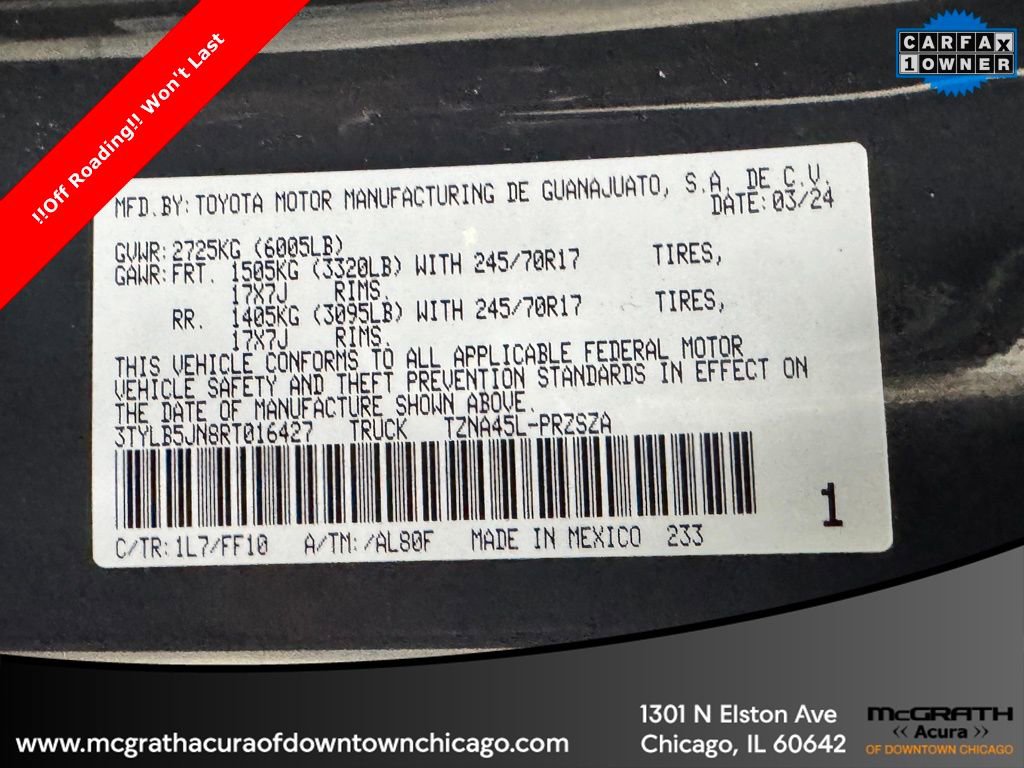 !!Off Roading!! Won't Last
CARFAX
1 OWNER
MFD.BY:TOYOTA MOTOR MANUFACTURING DE GUANAJUATO, S.A. DE C.V.
DATE:03/24
GVWR:2725KG (6005LB)
GAWR:FRT. 1505KG (3320LB) WITH 245/70R17 TIRES,
17X7J RIMS.
RR. 1405KG (3095LB) WITH 245/70R17 TIRES,
17X7J RIMS.
THIS VEHICLE CONFORMS TO ALL APPLICABLE FEDERAL MOTOR
VEHICLE SAFETY AND THEFT PREVENTION STANDARDS IN EFFECT ON
THE DATE OF MANUFACTURE SHOWN ABOVE.
3TYLB5JN8RT016427 TRUCK TZNA45L-PRZSZA
1
C/TR:1L7/FF10 A/TM:/AL80F MADE IN MEXICO 233
www.mcgrathacuraofdowntownchicago.com
1301 N Elston Ave
Chicago, IL 60642
McGRATH
‹‹ Acura ››
OF DOWNTOWN CHICAGO